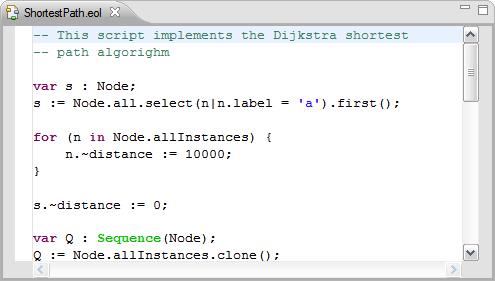 ShortestPath.eol
-- This script implements the Dijkstra shortest
-- path algorighm
var s : Node;
s := Node.all.select(n|n.label = 'a').first();
for (n in Node.allInstances) {
n.~distance := 10000;
}
s.~distance := 0;
var Q : Sequence(Node);
Q := Node.allInstances.clone();